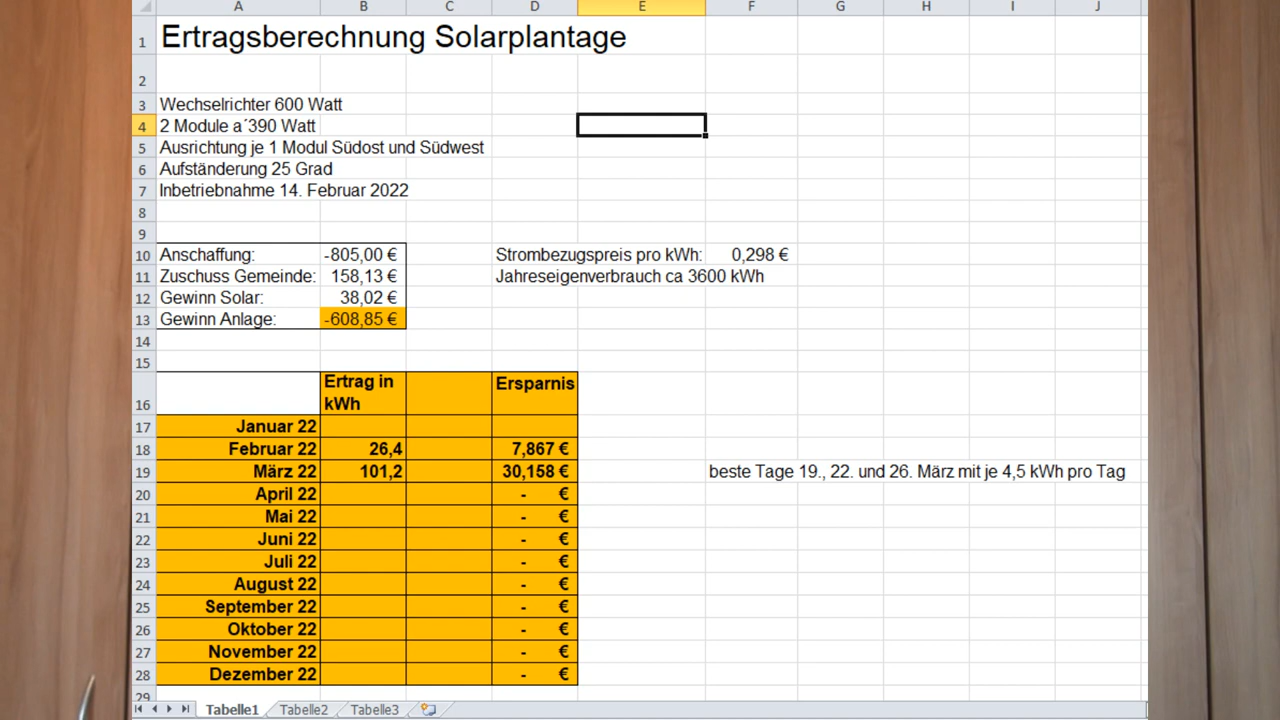 A B C D E F G H I J
1 Ertragsberechnung Solarplantage
2
3 Wechselrichter 600 Watt
4 2 Module a´390 Watt
5 Ausrichtung je 1 Modul Südost und Südwest
6 Aufständerung 25 Grad
7 Inbetriebnahme 14. Februar 2022
8
9
10 Anschaffung: -805,00 € Strombezugspreis pro kWh: 0,298 €
11 Zuschuss Gemeinde: 158,13 € Jahreseigenverbrauch ca 3600 kWh
12 Gewinn Solar: 38,02 €
13 Gewinn Anlage: -608,85 €
14
15
16 Ertrag in kWh Ersparnis
17 Januar 22
18 Februar 22 26,4 7,867 €
19 März 22 101,2 30,158 € beste Tage 19., 22. und 26. März mit je 4,5 kWh pro Tag
20 April 22 - €
21 Mai 22 - €
22 Juni 22 - €
23 Juli 22 - €
24 August 22 - €
25 September 22 - €
26 Oktober 22 - €
27 November 22 - €
28 Dezember 22 - €
29
Tabelle1 Tabelle2 Tabelle3